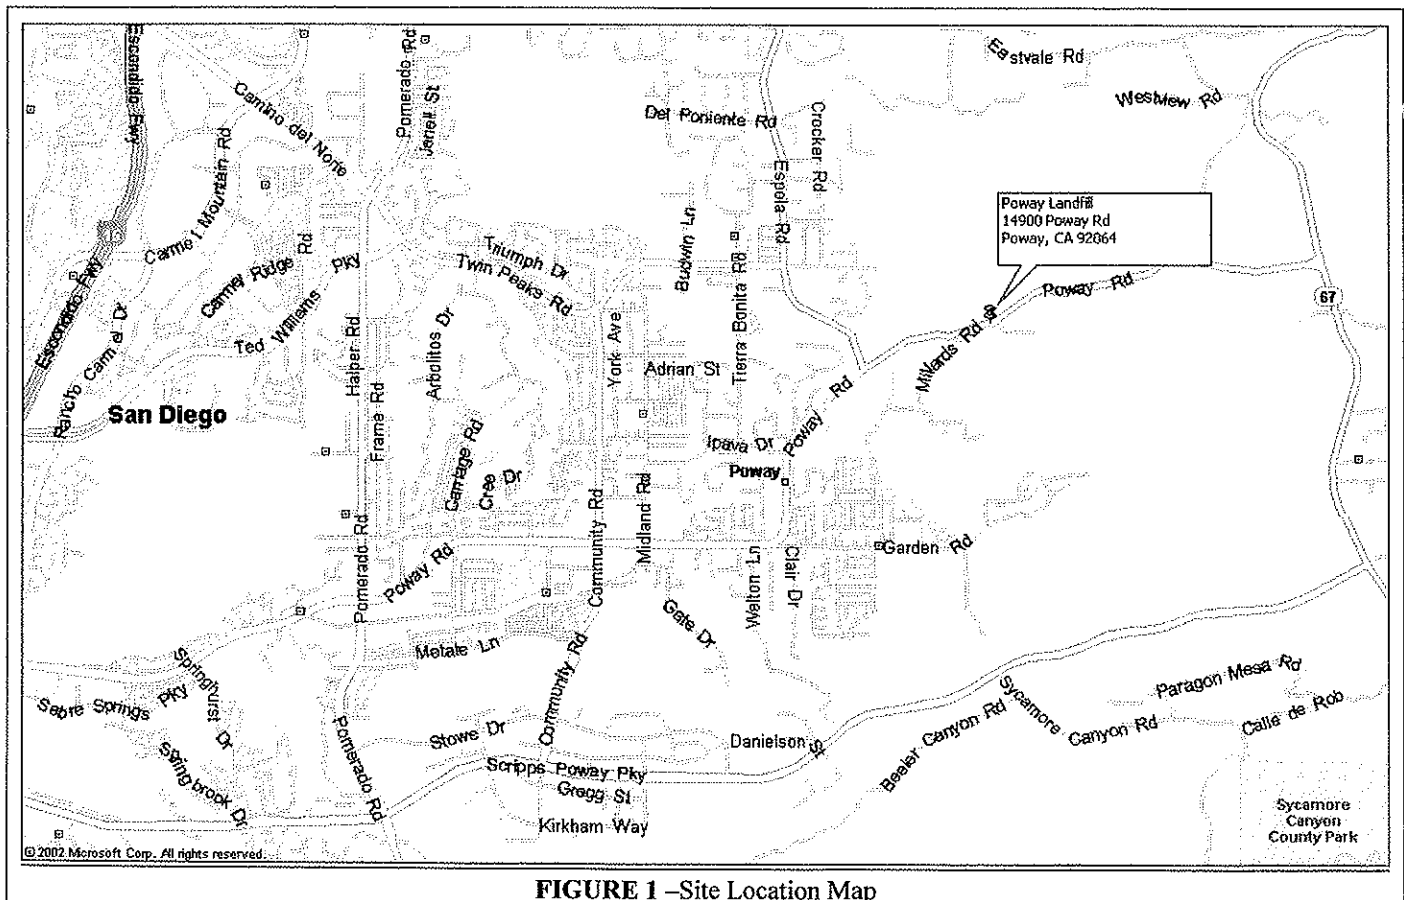 Escondido Fwy
Camino del Norte
Pomerado Rd
Janell St
Eastvale Rd
Westview Rd
Del Poniente Rd
Crocker Rd
Espola Rd
Carmel Mountain Rd
15
Poway Landfill
14900 Poway Rd
Poway, CA 92064
Budwin Ln
Triumph Dr
Twin Peaks Rd
Tierra Bonita Rd
Carmel Ridge Rd
Ted Williams Pky
Escondido Fwy
Rancho Carmel Dr
Poway Rd
67
Millards Rd
Halper Rd
Frame Rd
Arbolitos Dr
York Ave
Adrian St
San Diego
Poway Rd
Ipava Dr
Poway
Carriage Rd
Cree Dr
Community Rd
Midland Rd
Pomerado Rd
Poway Rd
Garden Rd
Welton Ln
Clair Dr
Gate Dr
Metate Ln
Community Rd
Springhurst Dr
Sabre Springs Pky
Springbrook Dr
Pomerado Rd
Stowe Dr
Danielson St
Scripps Poway Pky
Gregg St
Kirkham Way
Beeler Canyon Rd
Sycamore Canyon Rd
Paragon Mesa Rd
Calle de Rob
Sycamore
Canyon
County Park
© 2002 Microsoft Corp. All rights reserved.
FIGURE 1 –Site Location Map